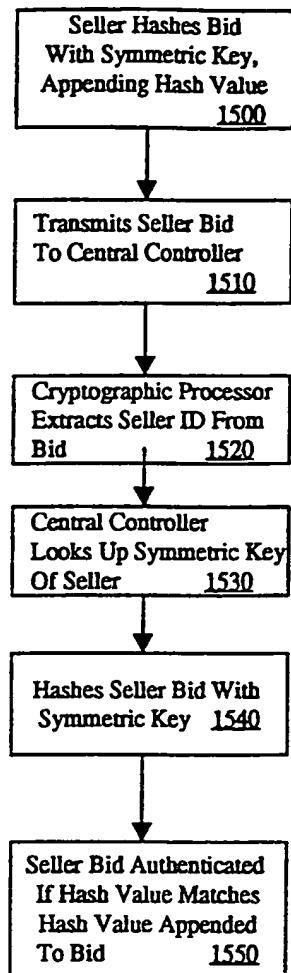 Seller Hashes Bid
With Symmetric Key,
Appending Hash Value
1500
Transmits Seller Bid
To Central Controller
1510
Cryptographic Processor
Extracts Seller ID From
Bid 1520
Central Controller
Looks Up Symmetric Key
Of Seller 1530
Hashes Seller Bid With
Symmetric Key 1540
Seller Bid Authenticated
If Hash Value Matches
Hash Value Appended
To Bid 1550